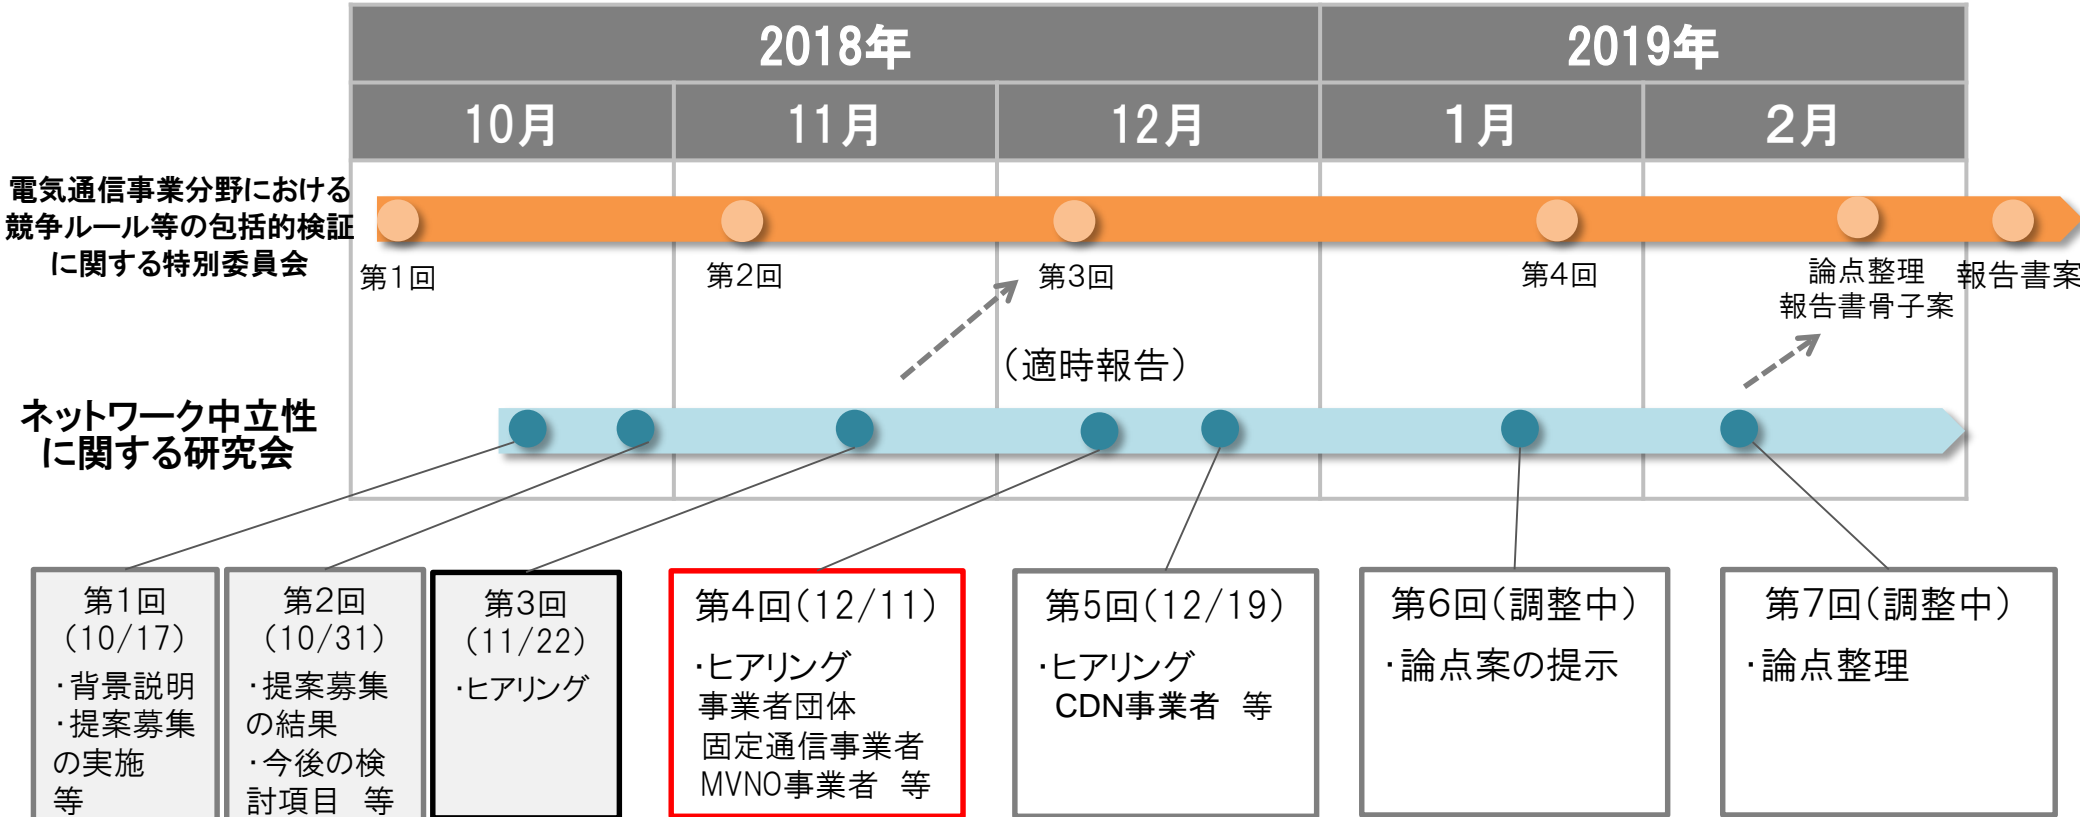 2018年
2019年
10月
11月
12月
1月
2月
電気通信事業分野における
競争ルール等の包括的検証
に関する特別委員会
第1回
第2回
第3回
第4回
論点整理
報告書骨子案
報告書案
（適時報告）
ネットワーク中立性
に関する研究会
第1回
（10/17）
・背景説明
・提案募集
の実施
等
第2回
（10/31）
・提案募集
の結果
・今後の検
討項目　等
第3回
（11/22）
・ヒアリング
第4回（12/11）
・ヒアリング
事業者団体
固定通信事業者
MVNO事業者　等
第5回（12/19）
・ヒアリング
CDN事業者　等
第6回（調整中）
・論点案の提示
第7回（調整中）
・論点整理